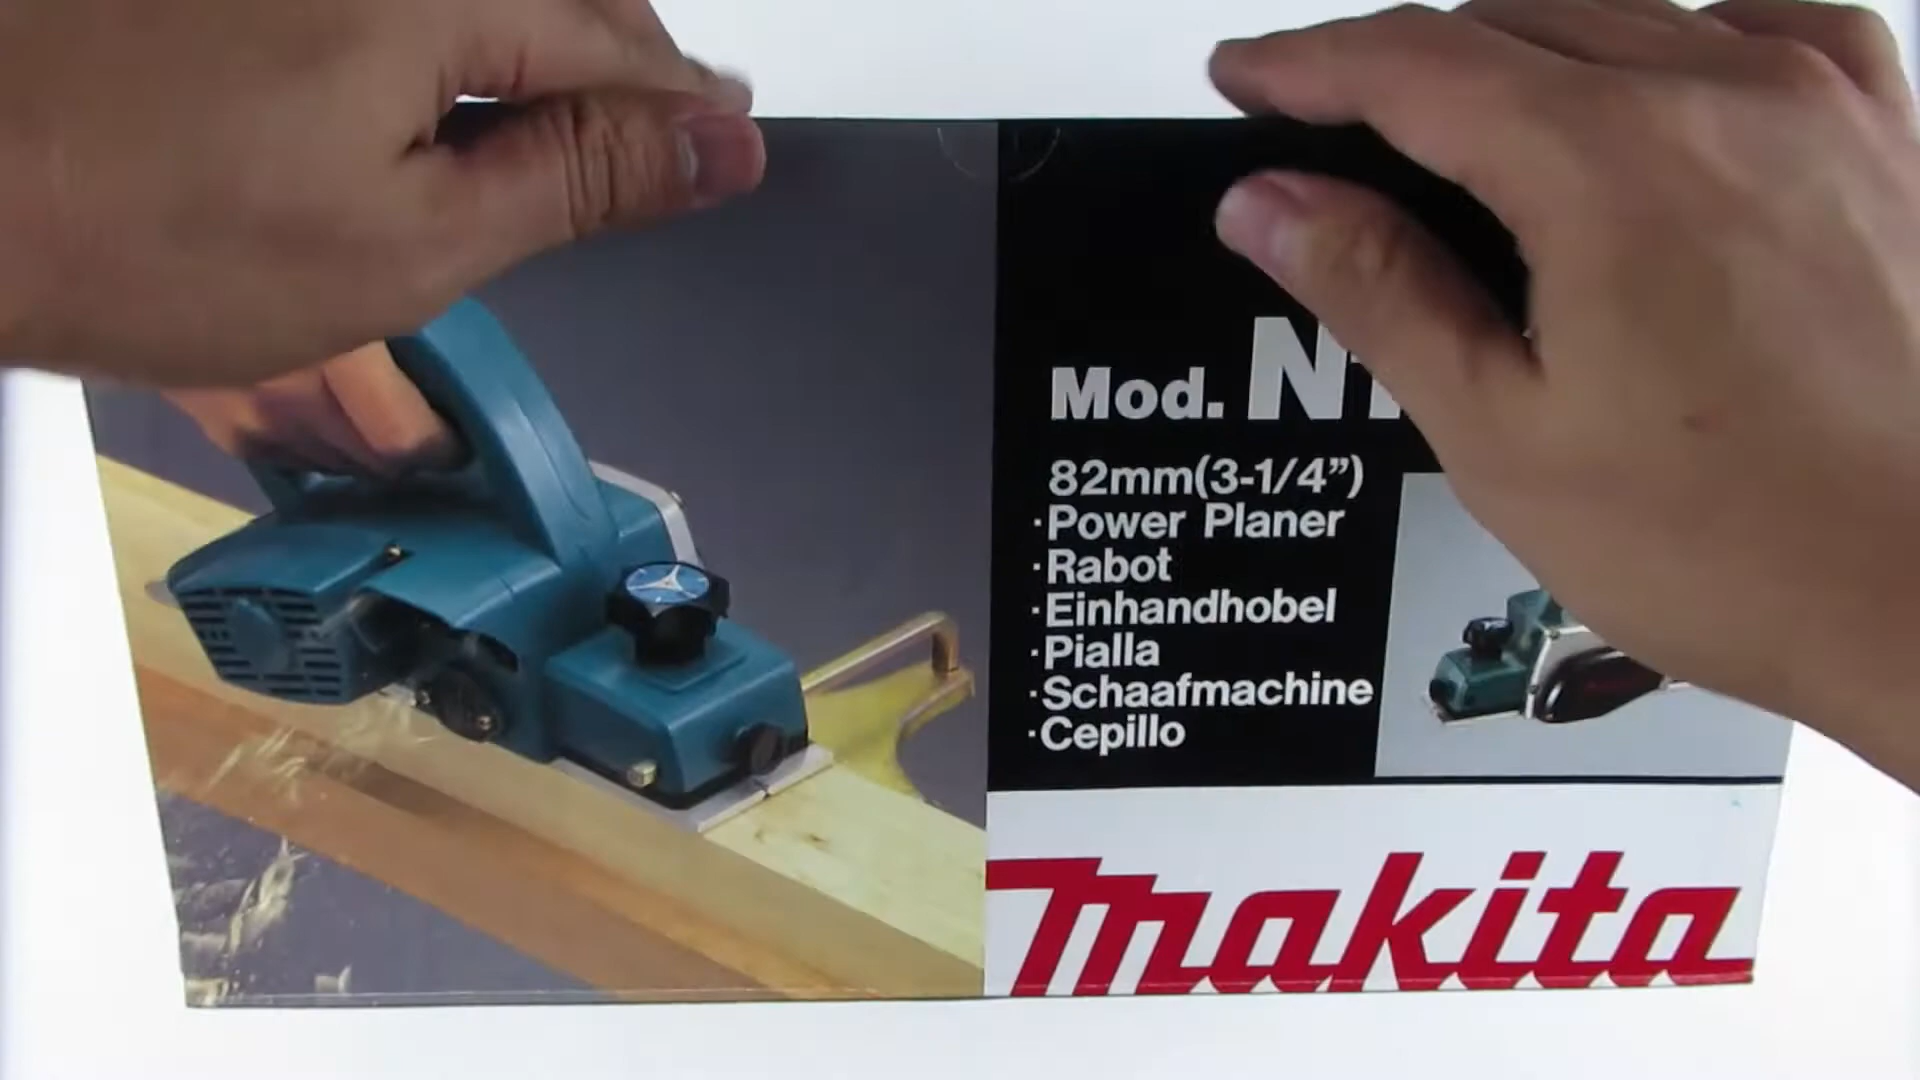 Mod. N
82mm(3-1/4”)
·Power Planer
·Rabot
·Einhandhobel
·Pialla
·Schaafmachine
·Cepillo
makita